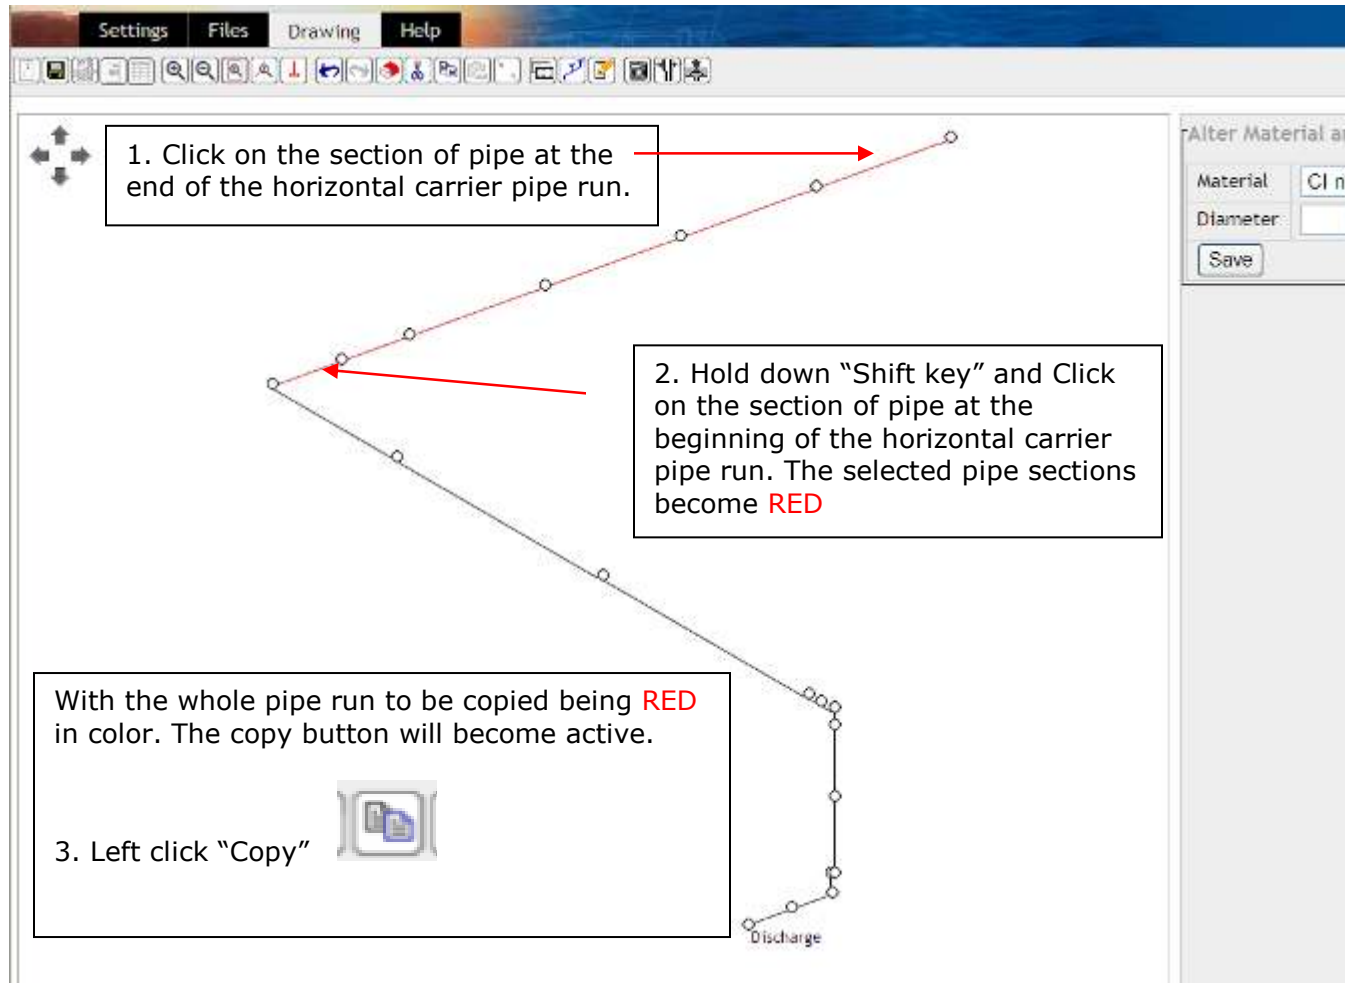 Settings Files Drawing Help
1. Click on the section of pipe at the
end of the horizontal carrier pipe run.
Alter Material
Material CI
Diameter
Save
2. Hold down “Shift key” and Click
on the section of pipe at the
beginning of the horizontal carrier
pipe run. The selected pipe sections
become RED
With the whole pipe run to be copied being RED
in color. The copy button will become active.
3. Left click “Copy”
Discharge